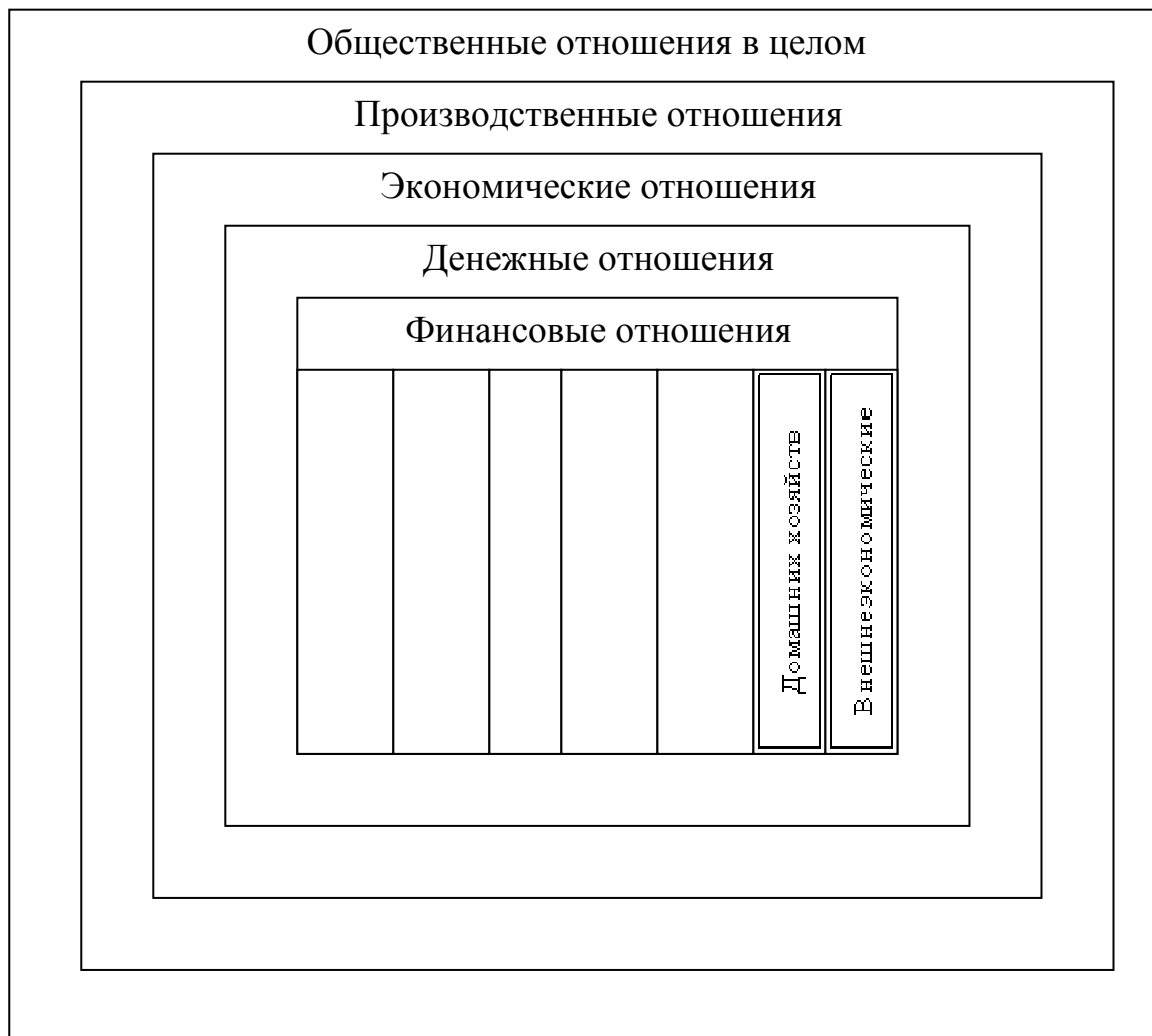 Общественные отношения в целом
Производственные отношения
Экономические отношения
Денежные отношения
Финансовые отношения
Домашних хозяйств
Внешнеэкономические